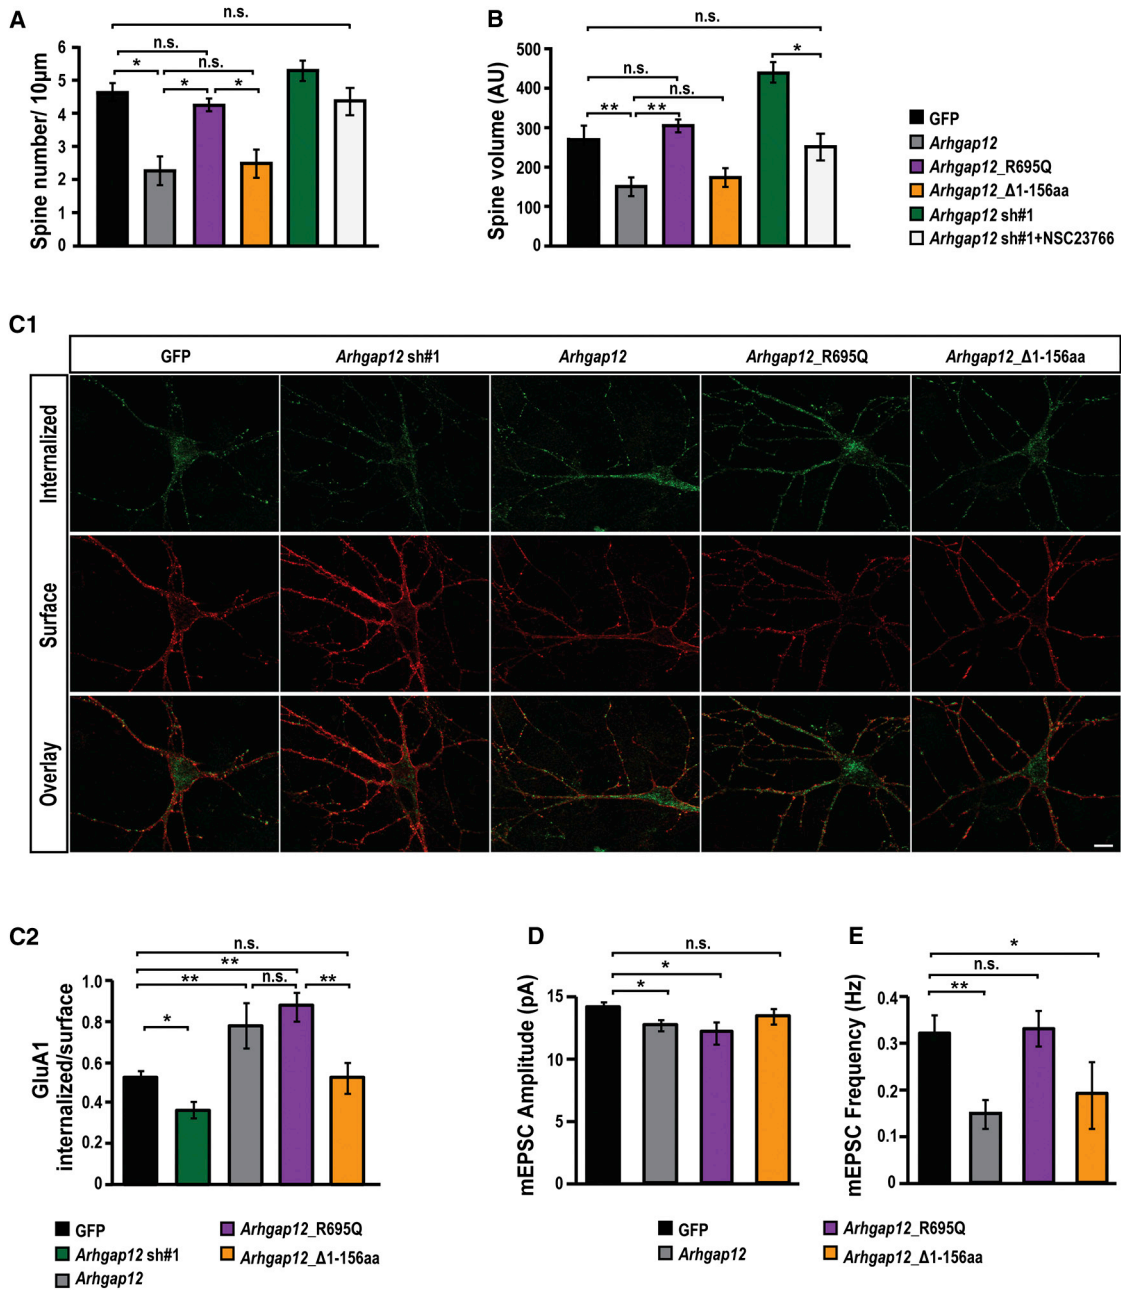 A
n.s.
n.s.
* n.s.
* *
Spine number/ 10µm
6
5
4
3
2
1
0
B
n.s.
*
n.s.
n.s.
** **
Spine volume (AU)
500
400
300
200
100
0
GFP
Arhgap12
Arhgap12_R695Q
Arhgap12_Δ1-156aa
Arhgap12 sh#1
Arhgap12 sh#1+NSC23766
C1
GFP
Arhgap12 sh#1
Arhgap12
Arhgap12_R695Q
Arhgap12_Δ1-156aa
Internalized
Surface
Overlay
C2
n.s.
**
** n.s. **
*
GluA1
internalized/surface
1.0
0.8
0.6
0.4
0.2
0
GFP
Arhgap12 sh#1
Arhgap12
Arhgap12_R695Q
Arhgap12_Δ1-156aa
D
n.s.
*
*
mEPSC Amplitude (pA)
15
10
5
0
E
*
n.s.
**
mEPSC Frequency (Hz)
0.4
0.3
0.2
0.1
0
GFP
Arhgap12
Arhgap12_R695Q
Arhgap12_Δ1-156aa